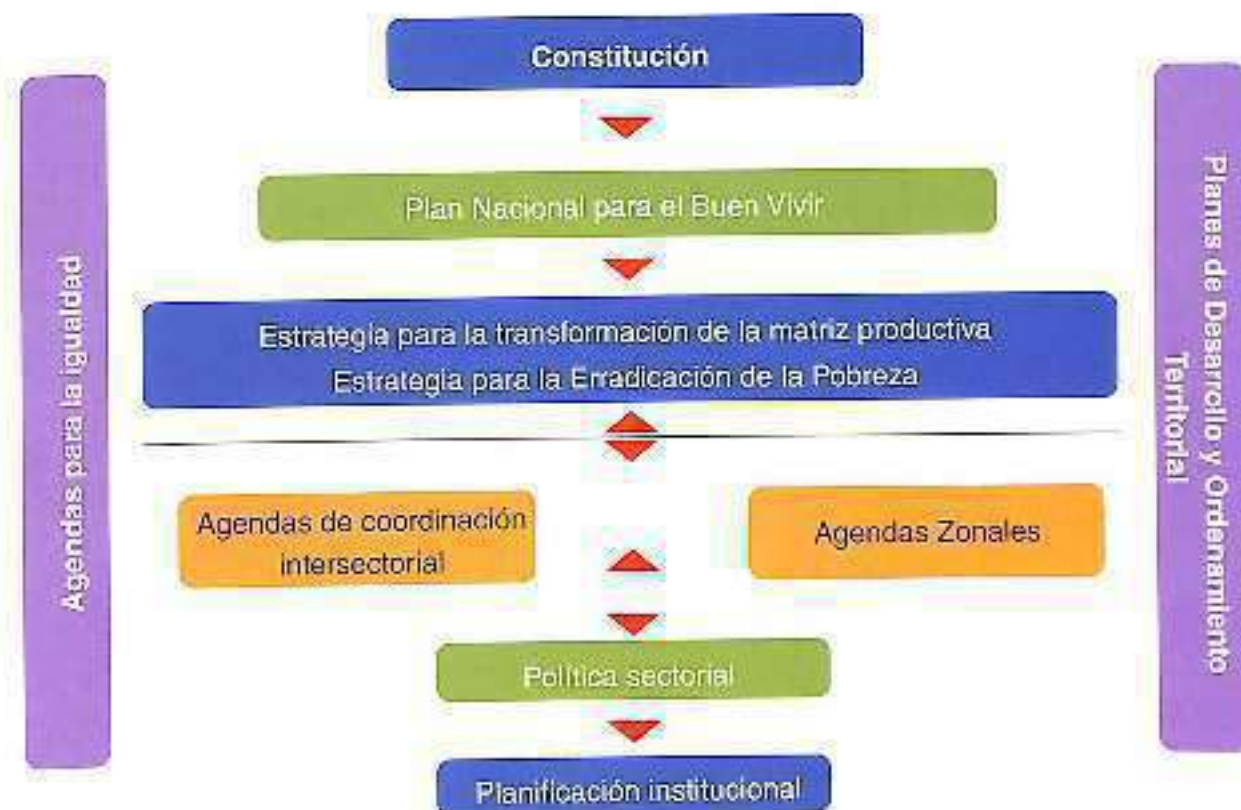 Constitución
Plan Nacional para el Buen Vivir
Estrategia para la transformación de la matriz productiva
Estrategia para la Erradicación de la Pobreza
Agendas de coordinación
intersectorial
Agendas Zonales
Política sectorial
Planificación institucional
Agendas para la igualdad
Planes de Desarrollo y Ordenamiento
Territorial